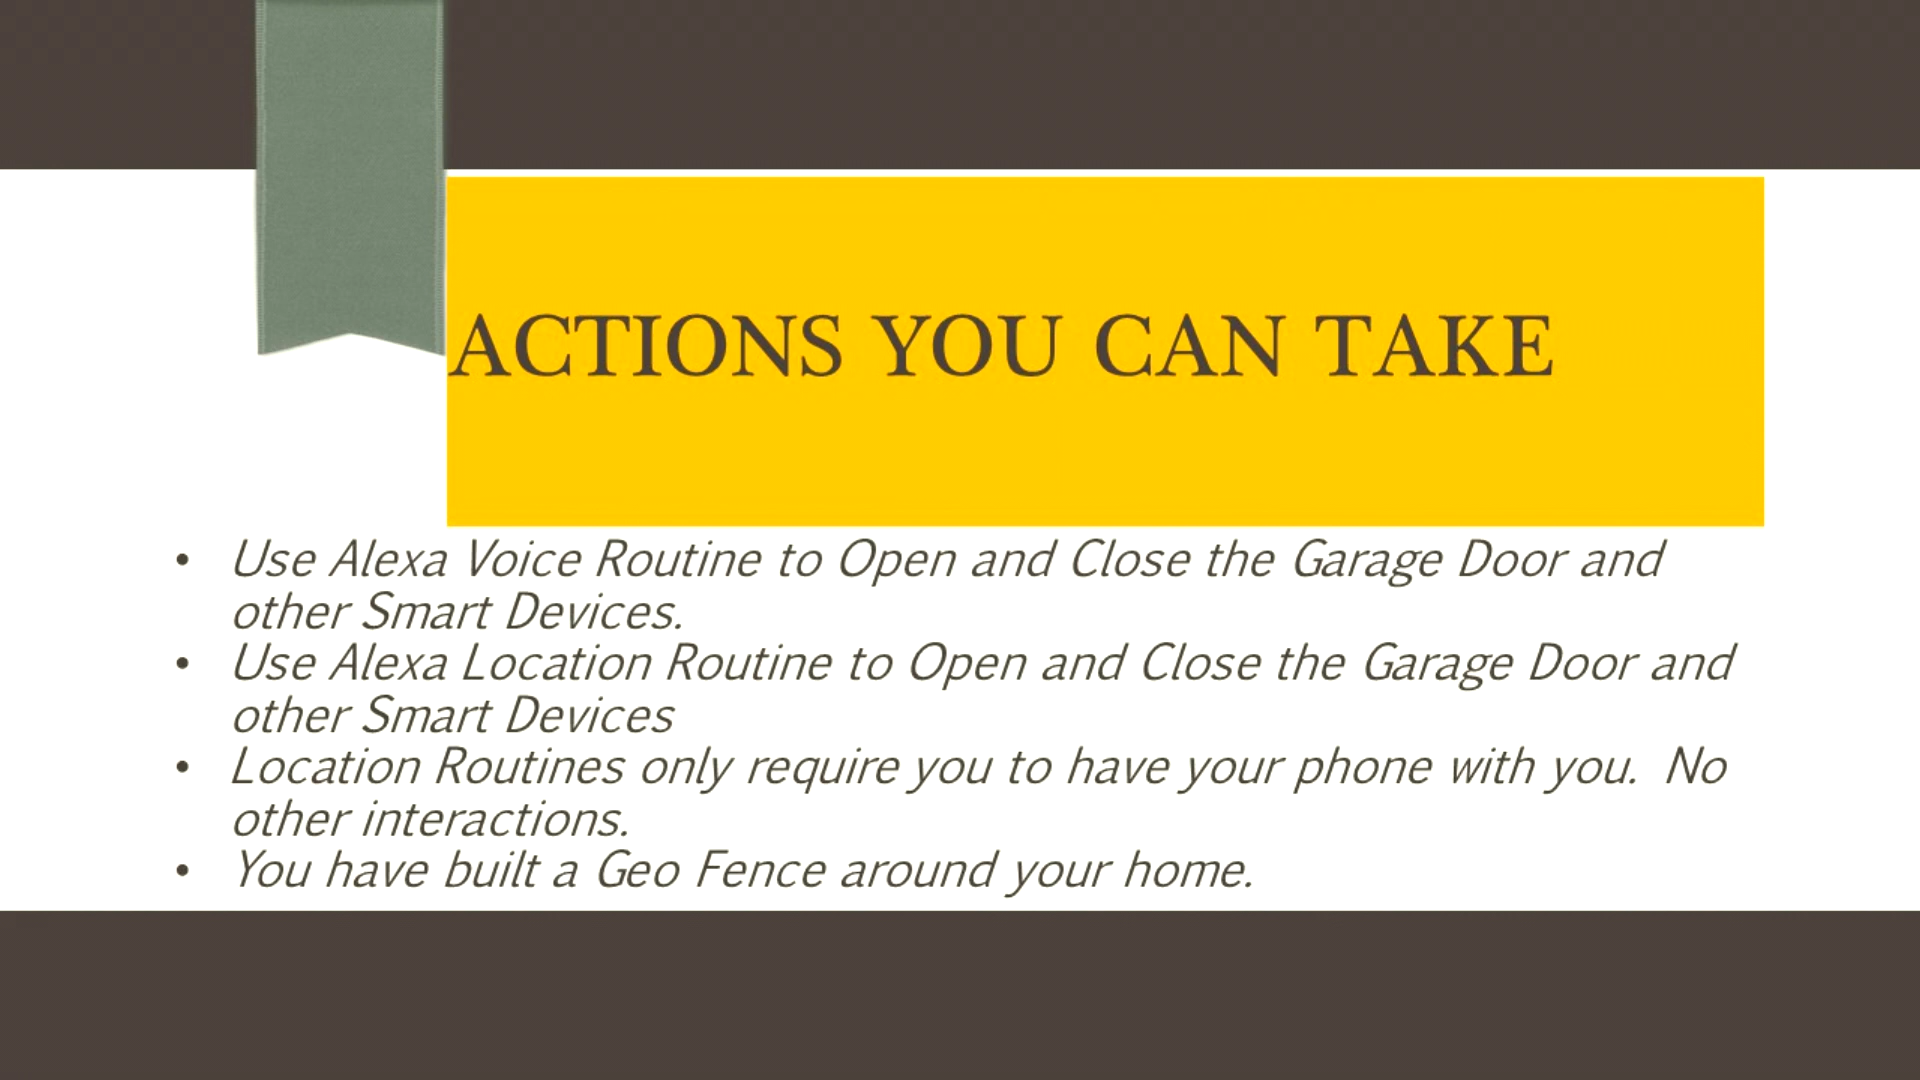 ACTIONS YOU CAN TAKE
• Use Alexa Voice Routine to Open and Close the Garage Door and
other Smart Devices.
• Use Alexa Location Routine to Open and Close the Garage Door and
other Smart Devices
• Location Routines only require you to have your phone with you.  No
other interactions.
• You have built a Geo Fence around your home.